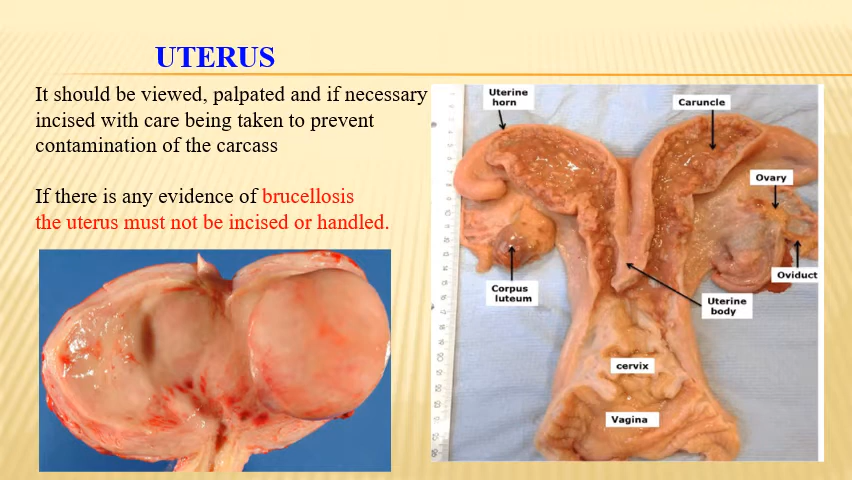 UTERUS
It should be viewed, palpated and if necessary
incised with care being taken to prevent
contamination of the carcass
If there is any evidence of brucellosis
the uterus must not be incised or handled.
Uterine
horn
Caruncle
Ovary
Oviduct
Corpus
luteum
Uterine
body
cervix
Vagina